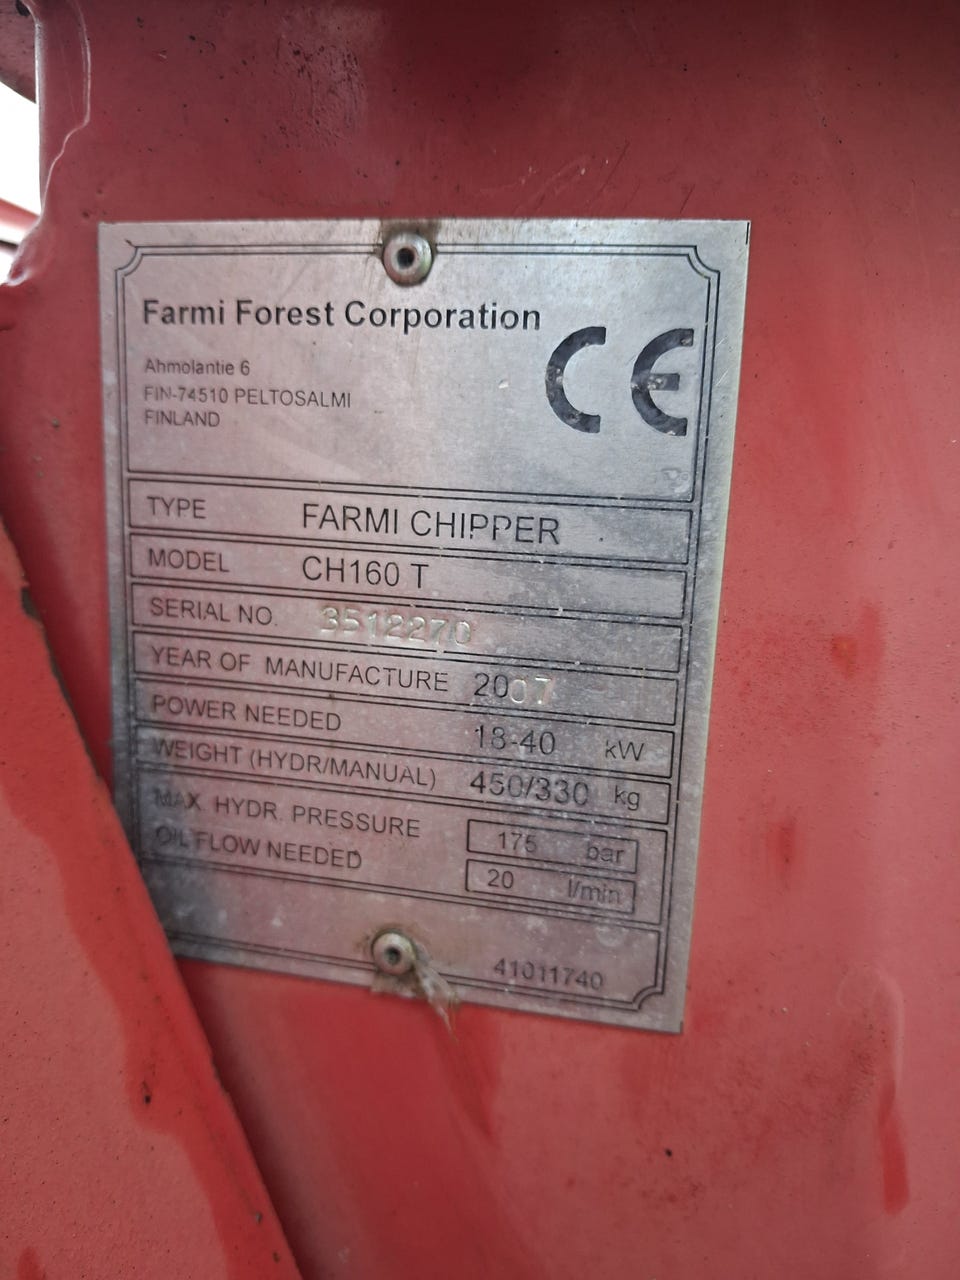 Farmi Forest Corporation
Ahmolantie 6
FIN-74510 PELTOSALMI
FINLAND
CE
TYPE FARMI CHIPPER
MODEL CH160 T
SERIAL NO. 3512270
YEAR OF MANUFACTURE 2007
POWER NEEDED 18-40 kW
WEIGHT (HYDR/MANUAL) 450/330 kg
MAX. HYDR. PRESSURE 175 bar
OIL FLOW NEEDED 20 l/min
41011740